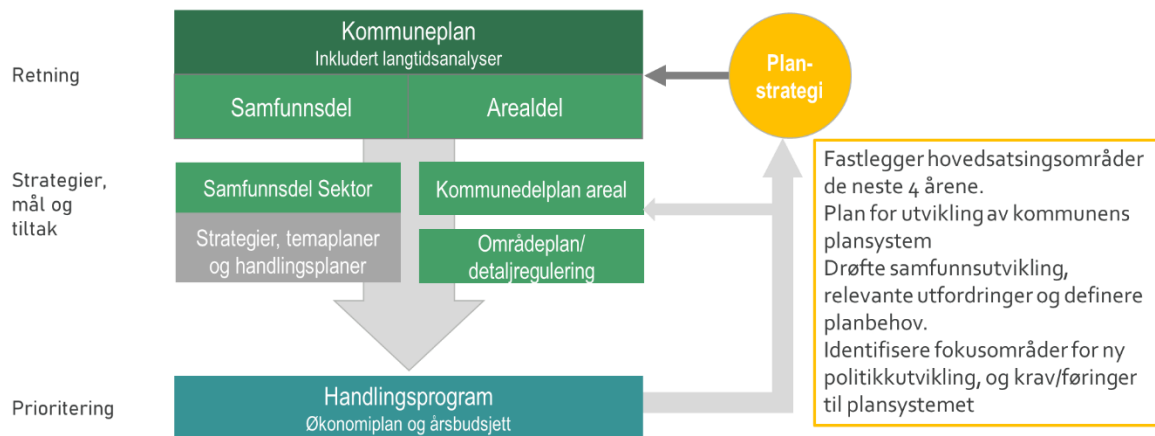 Kommuneplan
Inkludert langtidsanalyser
Plan-
strategi
Retning
Samfunnsdel
Arealdel
Strategier,
mål og
tiltak
Samfunnsdel Sektor
Kommunedelplan areal
Strategier, temaplaner
og handlingsplaner
Områdeplan/
detaljregulering
Fastlegger hovedsatsingsområder
de neste 4 årene.
Plan for utvikling av kommunens
plansystem
Drøfte samfunnsutvikling,
relevante utfordringer og definere
planbehov.
Identifisere fokusområder for ny
politikkutvikling, og krav/føringer
til plansystemet
Prioritering
Handlingsprogram
Økonomiplan og årsbudsjett